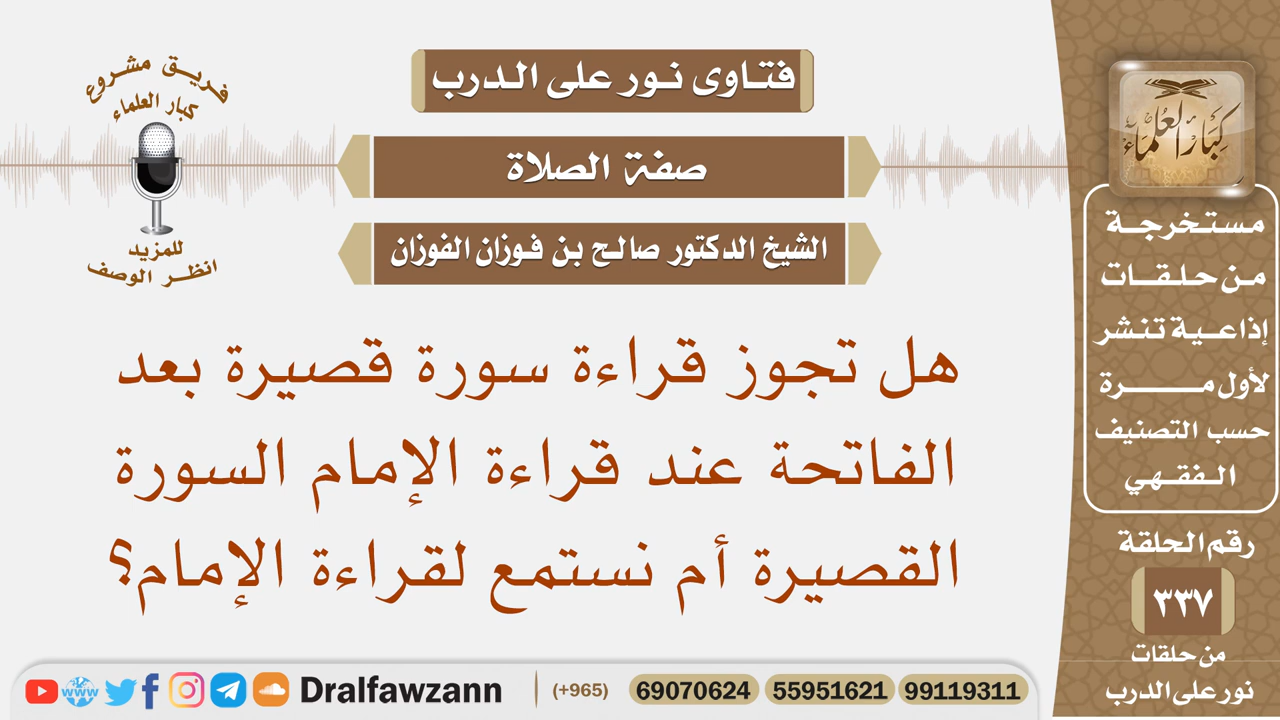 فتاوى نور على الدرب
صفة الصلاة
الشيخ الدكتور صالح بن فوزان الفوزان
فريق مشروع
كبار العلماء
للمزيد
انظر الوصف
هل تجوز قراءة سورة قصيرة بعد
الفاتحة عند قراءة الإمام السورة
القصيرة أم نستمع لقراءة الإمام؟
كبار العلماء
مستخرجة
من حلقات
إذاعية تنشر
لأول مرة
حسب التصنيف
الفقهي
رقم الحلقة
٣٣٧
من حلقات
نور على الدرب
www Dralfawzann (+965) 69070624 55951621 99119311